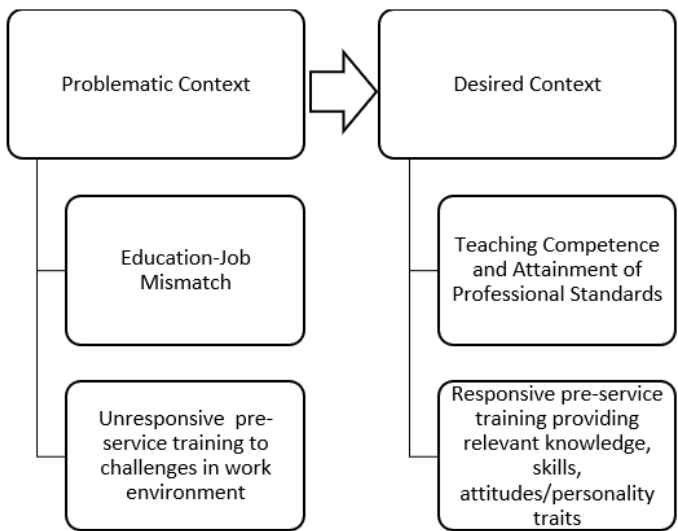 Problematic Context
Desired Context
Education-Job
Mismatch
Teaching Competence
and Attainment of
Professional Standards
Unresponsive pre-
service training to
challenges in work
environment
Responsive pre-service
training providing
relevant knowledge,
skills,
attitudes/personality
traits